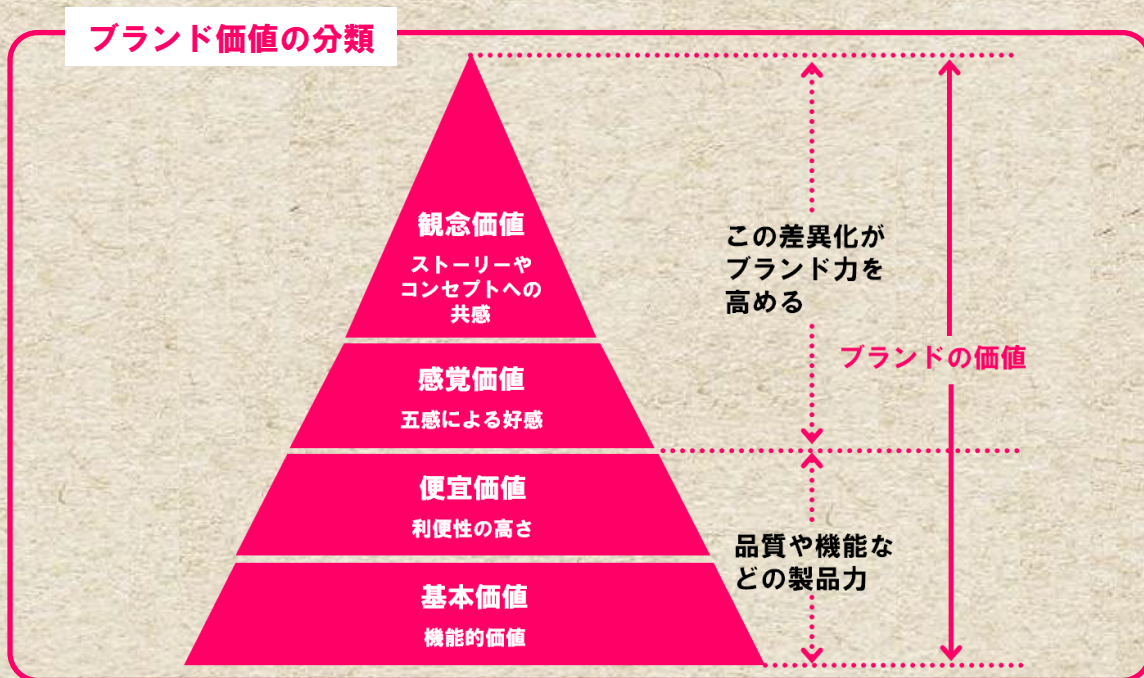 ブランド価値の分類
観念価値
ストーリーや
コンセプトへの
共感
感覚価値
五感による好感
便宜価値
利便性の高さ
基本価値
機能的価値
この差異化が
ブランド力を
高める
ブランドの価値
品質や機能な
どの製品力